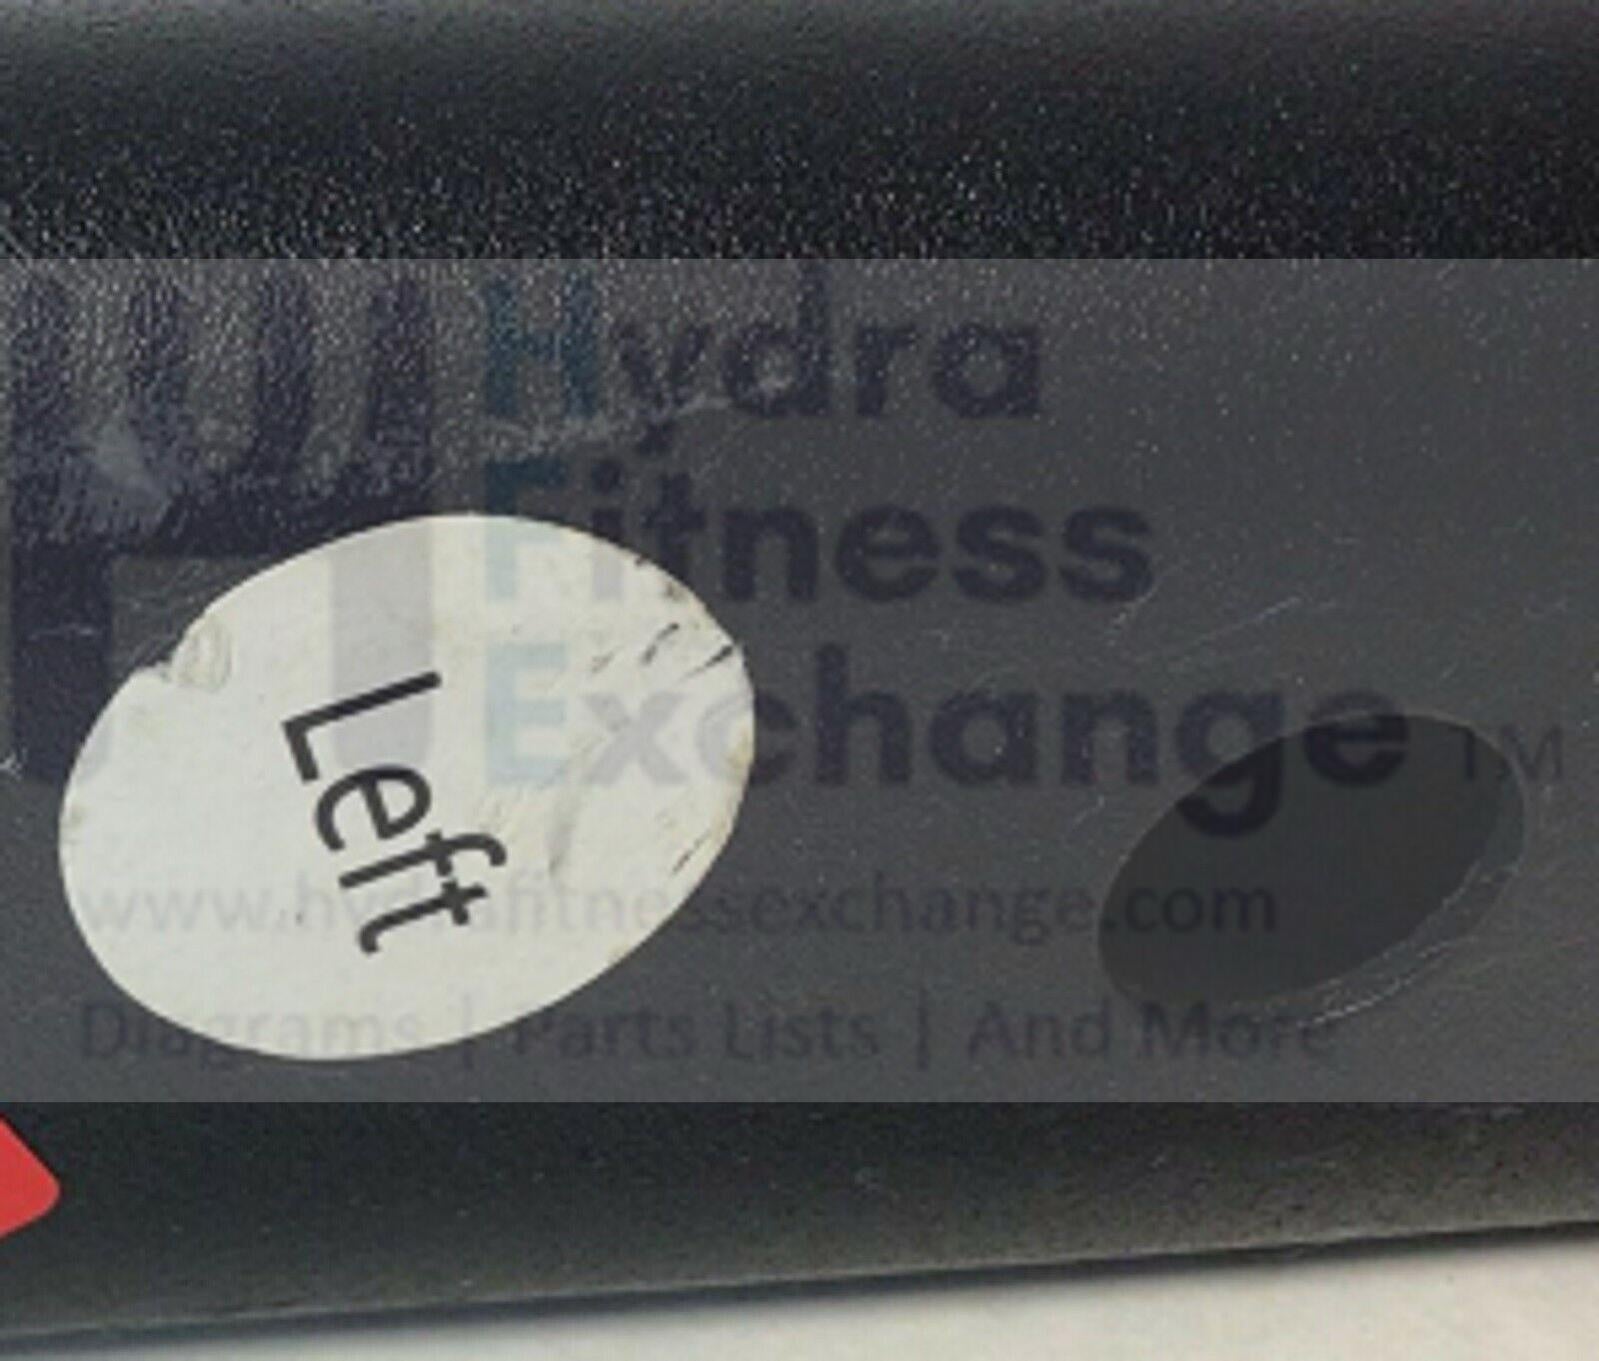 Hydra
Fitness
Exchange TM
Left
www.hydrafitnessexchange.com
Diagrams | Parts Lists | And More